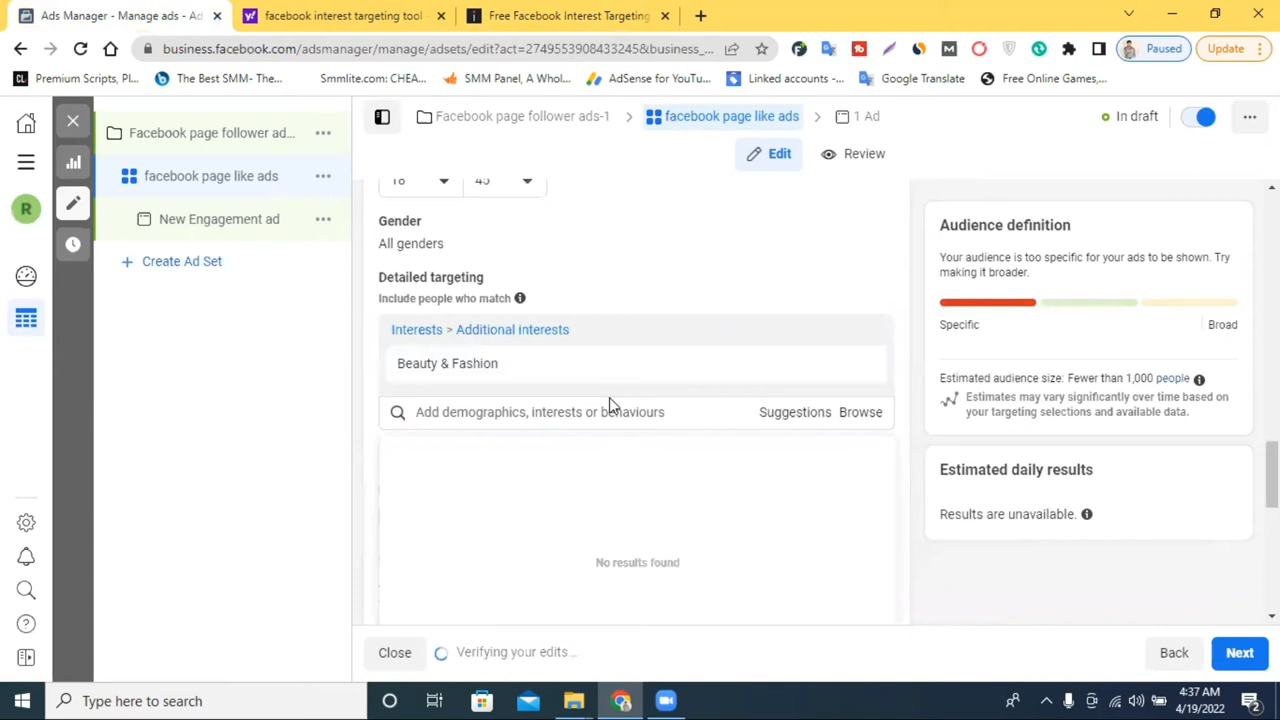 Ads Manager - Manage ads - Ad
facebook interest targeting tool
Free Facebook Interest Targeting
business.facebook.com/adsmanager/manage/adsets/edit?act=2749553908433245&business_...
Paused
Update
Premium Scripts, Pl...
The Best SMM- The...
Smmlite.com: CHEA...
SMM Panel, A Whol...
AdSense for YouTu...
Linked accounts -...
Google Translate
Free Online Games,...
Facebook page follower ad...
facebook page like ads
New Engagement ad
Create Ad Set
R
Facebook page follower ads-1
facebook page like ads
1 Ad
In draft
Edit
Review
18
45
Gender
All genders
Detailed targeting
Include people who match
Interests > Additional interests
Beauty & Fashion
Add demographics, interests or behaviours
Suggestions
Browse
No results found
Audience definition
Your audience is too specific for your ads to be shown. Try
making it broader.
Specific
Broad
Estimated audience size: Fewer than 1,000 people
Estimates may vary significantly over time based on
your targeting selections and available data.
Estimated daily results
Results are unavailable.
Close
Verifying your edits...
Back
Next
Type here to search
4:37 AM
4/19/2022
2